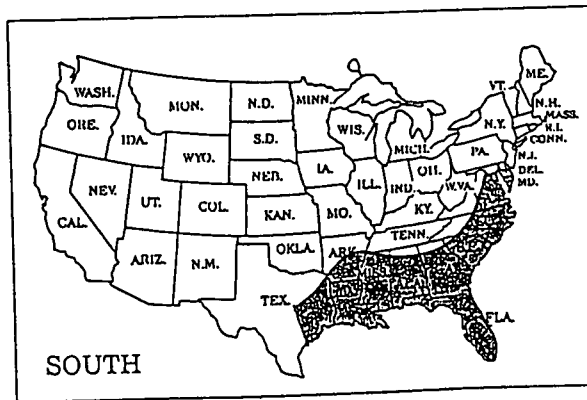 WASH.
MON.
N.D.
MINN.
VT.
ME.
ORE.
IDA.
S.D.
WIS.
MICH.
N.Y.
N.H.
MASS.
R.I.
CONN.
WYO.
NEB.
IA.
PA.
N.J.
DEL.
MD.
NEV.
UT.
COL.
ILL.
IND.
OH.
W.VA.
CAL.
KAN.
MO.
KY.
ARIZ.
N.M.
OKLA.
ARK.
TENN.
TEX.
FLA.
SOUTH